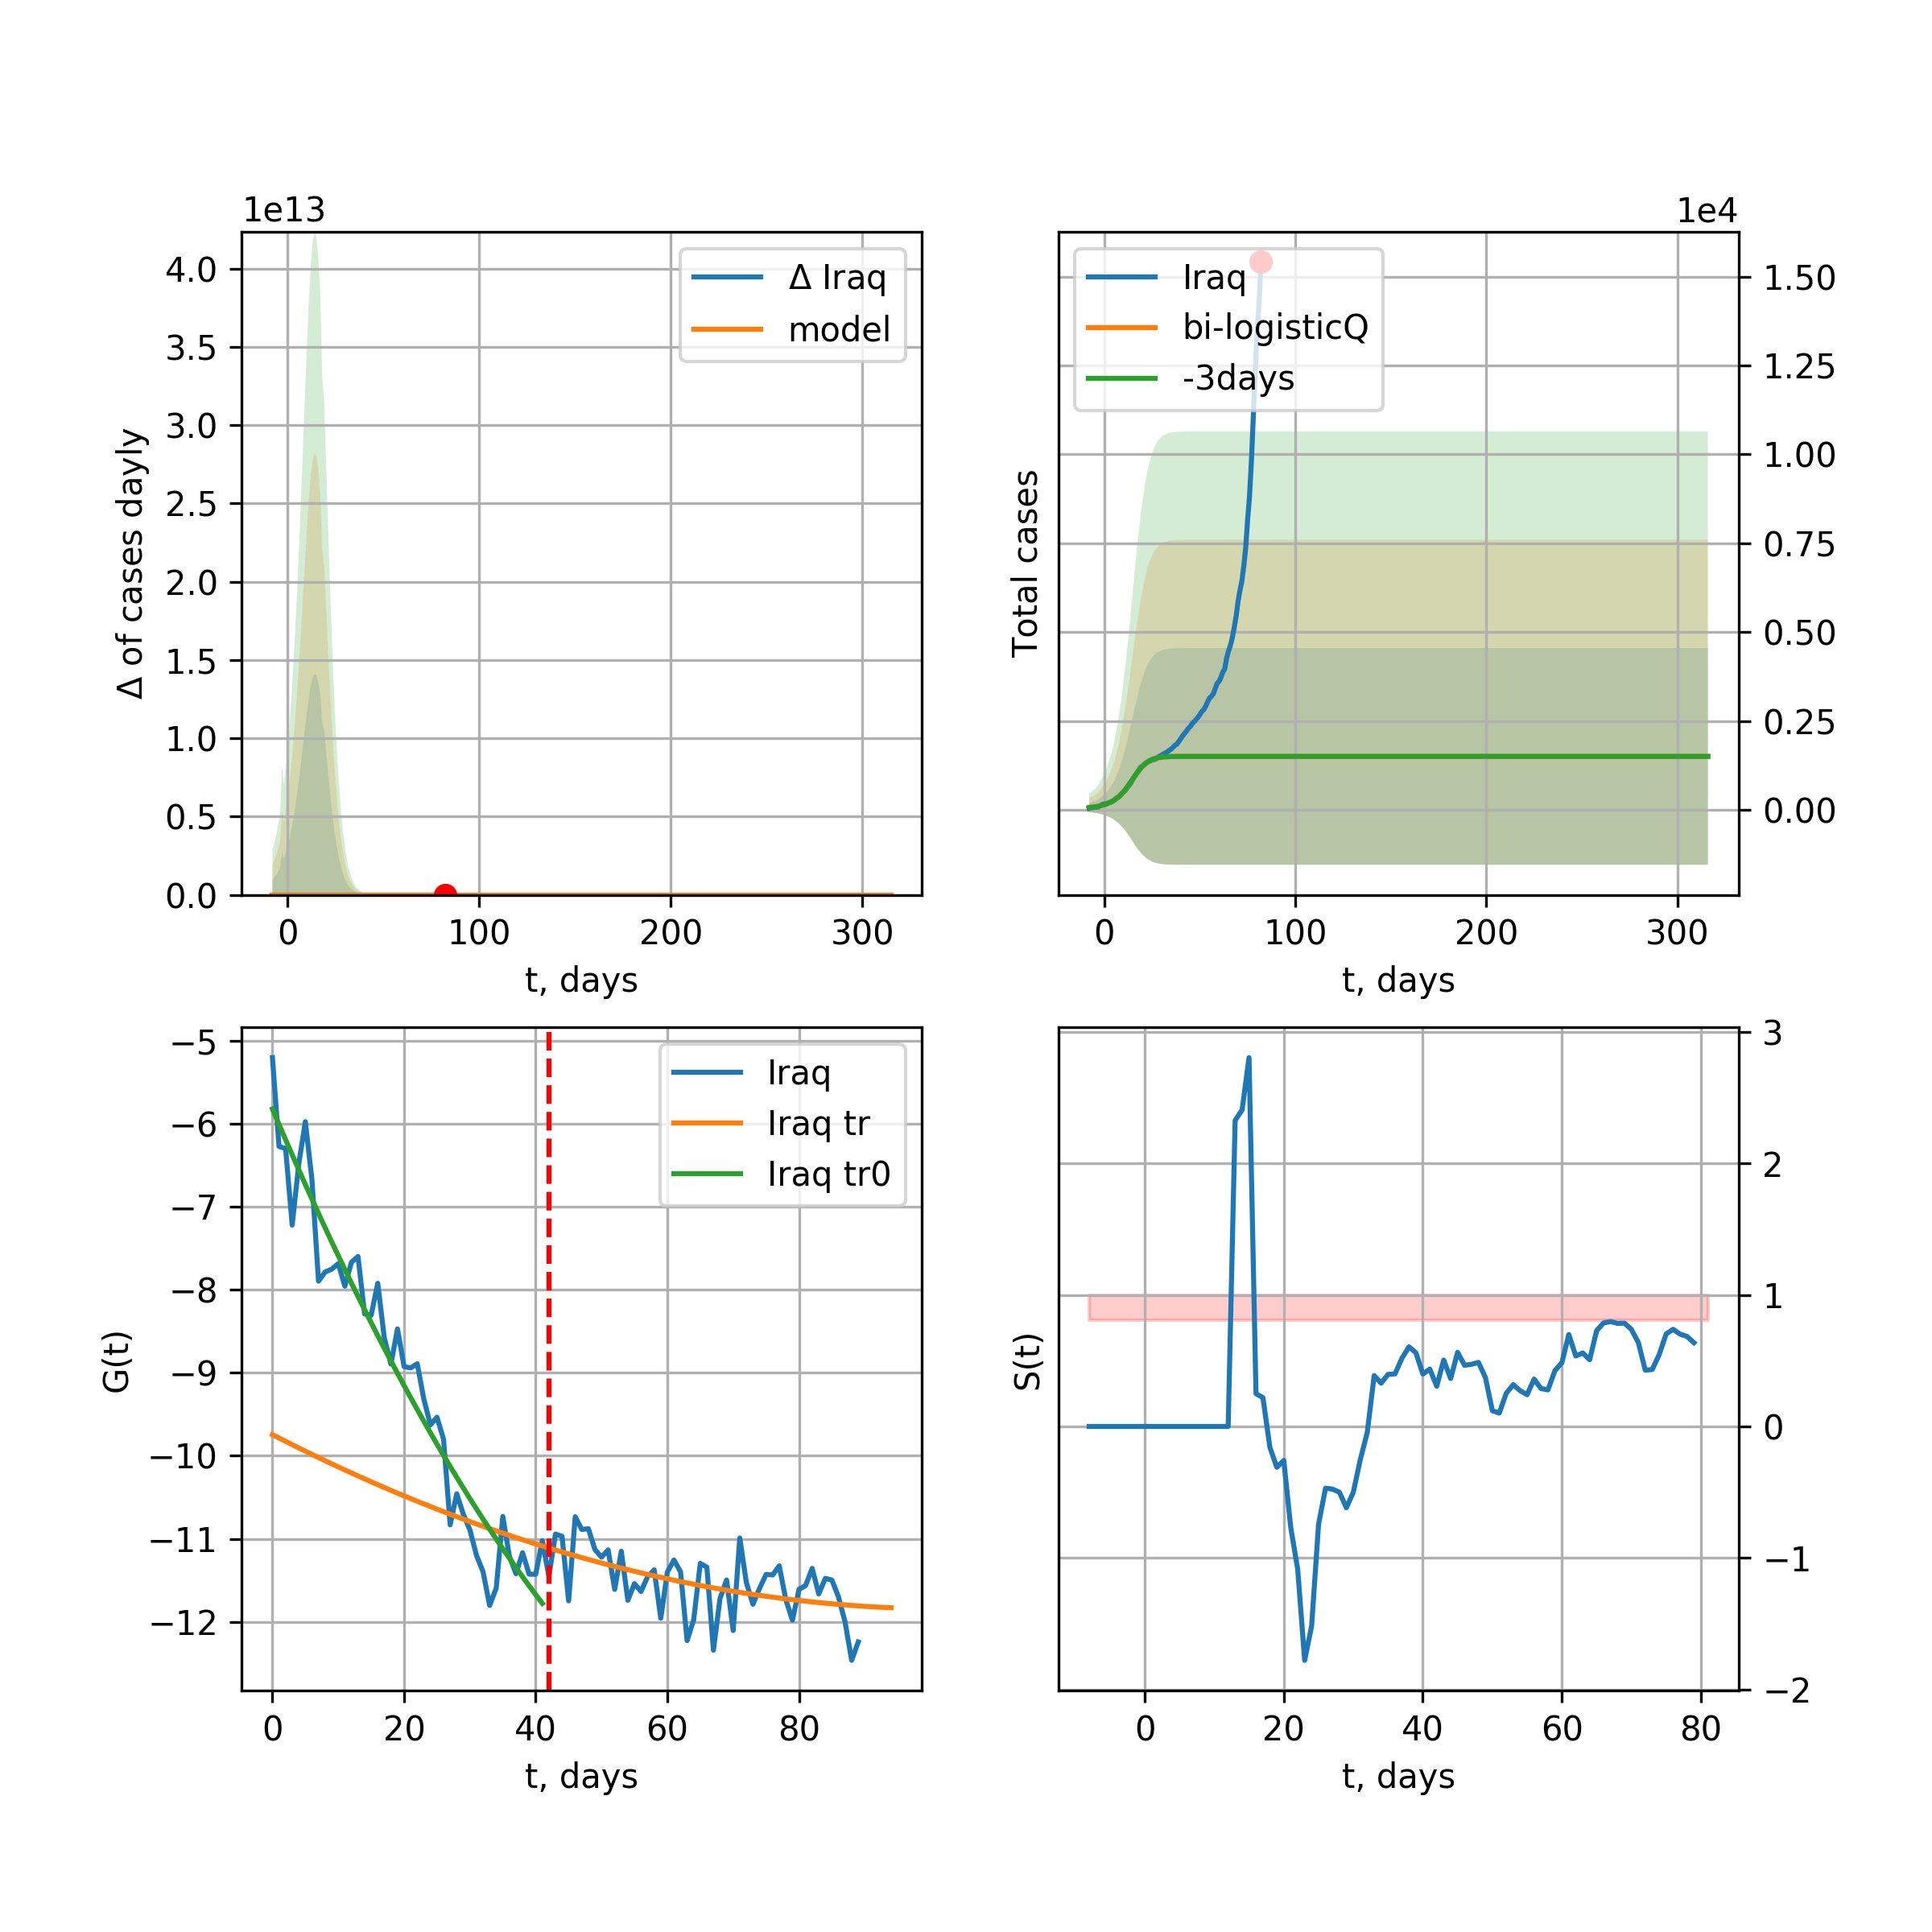 1e13
4.0
3.5
3.0
2.5
2.0
1.5
1.0
0.5
0.0
Δ of cases dayly
Δ Iraq
model
0 100 200 300
t, days
1e4
Iraq
bi-logisticQ
-3days
Total cases
1.50
1.25
1.00
0.75
0.50
0.25
0.00
0 100 200 300
t, days
−5
−6
−7
−8
−9
−10
−11
−12
G(t)
Iraq
Iraq tr
Iraq tr0
0 20 40 60 80
t, days
S(t)
3
2
1
0
−1
−2
0 20 40 60 80
t, days